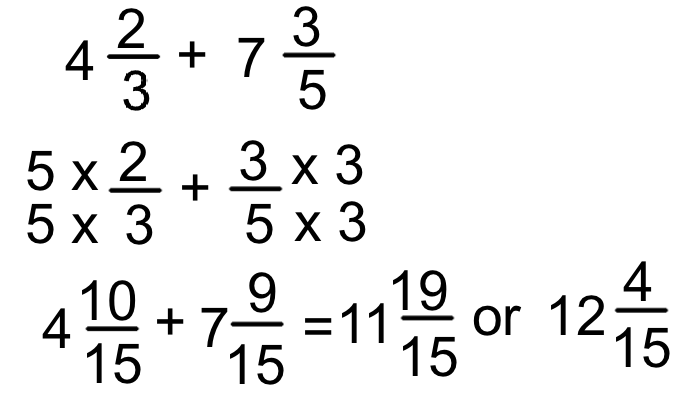 4 2/3 + 7 3/5
5 x 2 + 3 x 3
5 x 3 5 x 3
4 10/15 + 7 9/15 = 11 19/15 or 12 4/15